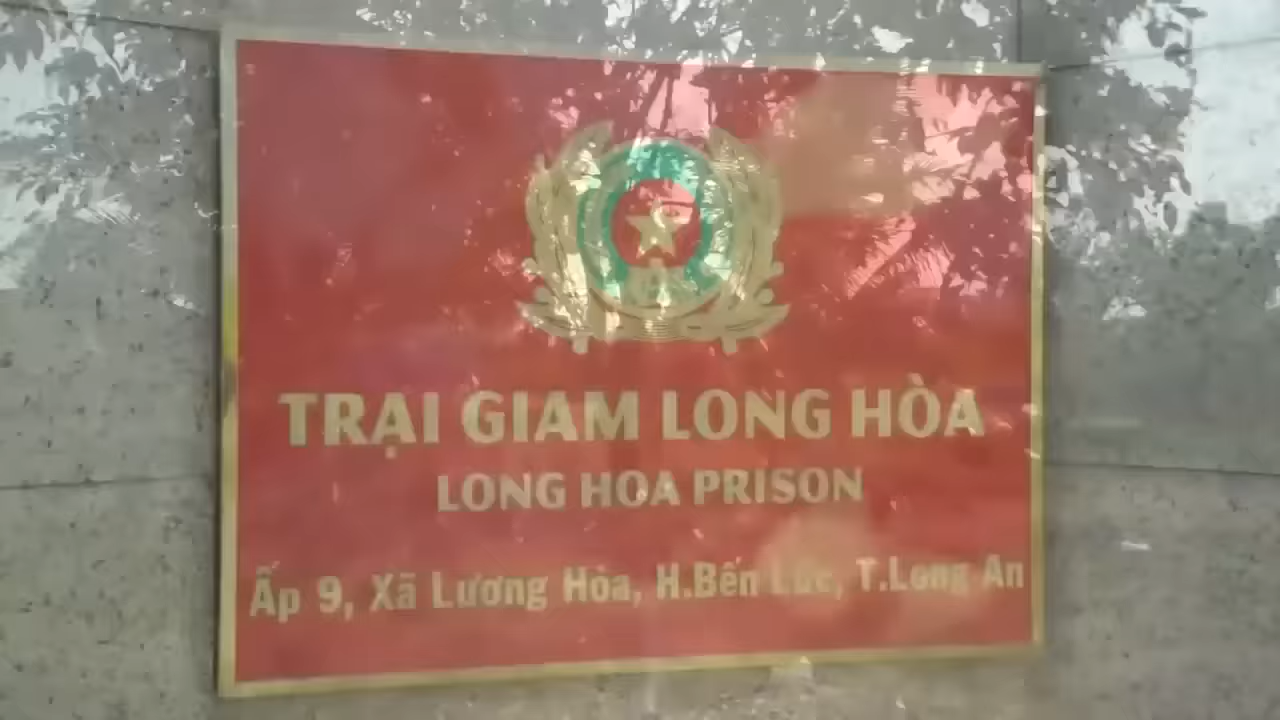 TRẠI GIAM LONG HÒA
LONG HOA PRISON
Ấp 9, Xã Lương Hòa, H.Bến Lức, T.Long An